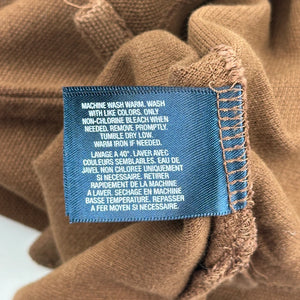 MACHINE WASH WARM. WASH
WITH LIKE COLORS. ONLY
NON-CHLORINE BLEACH WHEN
NEEDED. REMOVE PROMPTLY.
TUMBLE DRY LOW.
WARM IRON IF NEEDED.
LAVAGE A 40°. LAVER AVEC
COULEURS SEMBLABLES. EAU DE
JAVEL NON CHLOREE UNIQUEMENT
SI NECESSAIRE. RETIRER
RAPIDEMENT DE LA MACHINE
A LAVER. SECHAGE EN MACHINE
BASSE TEMPERATURE. REPASSER
A FER MOYEN SI NECESSAIRE.